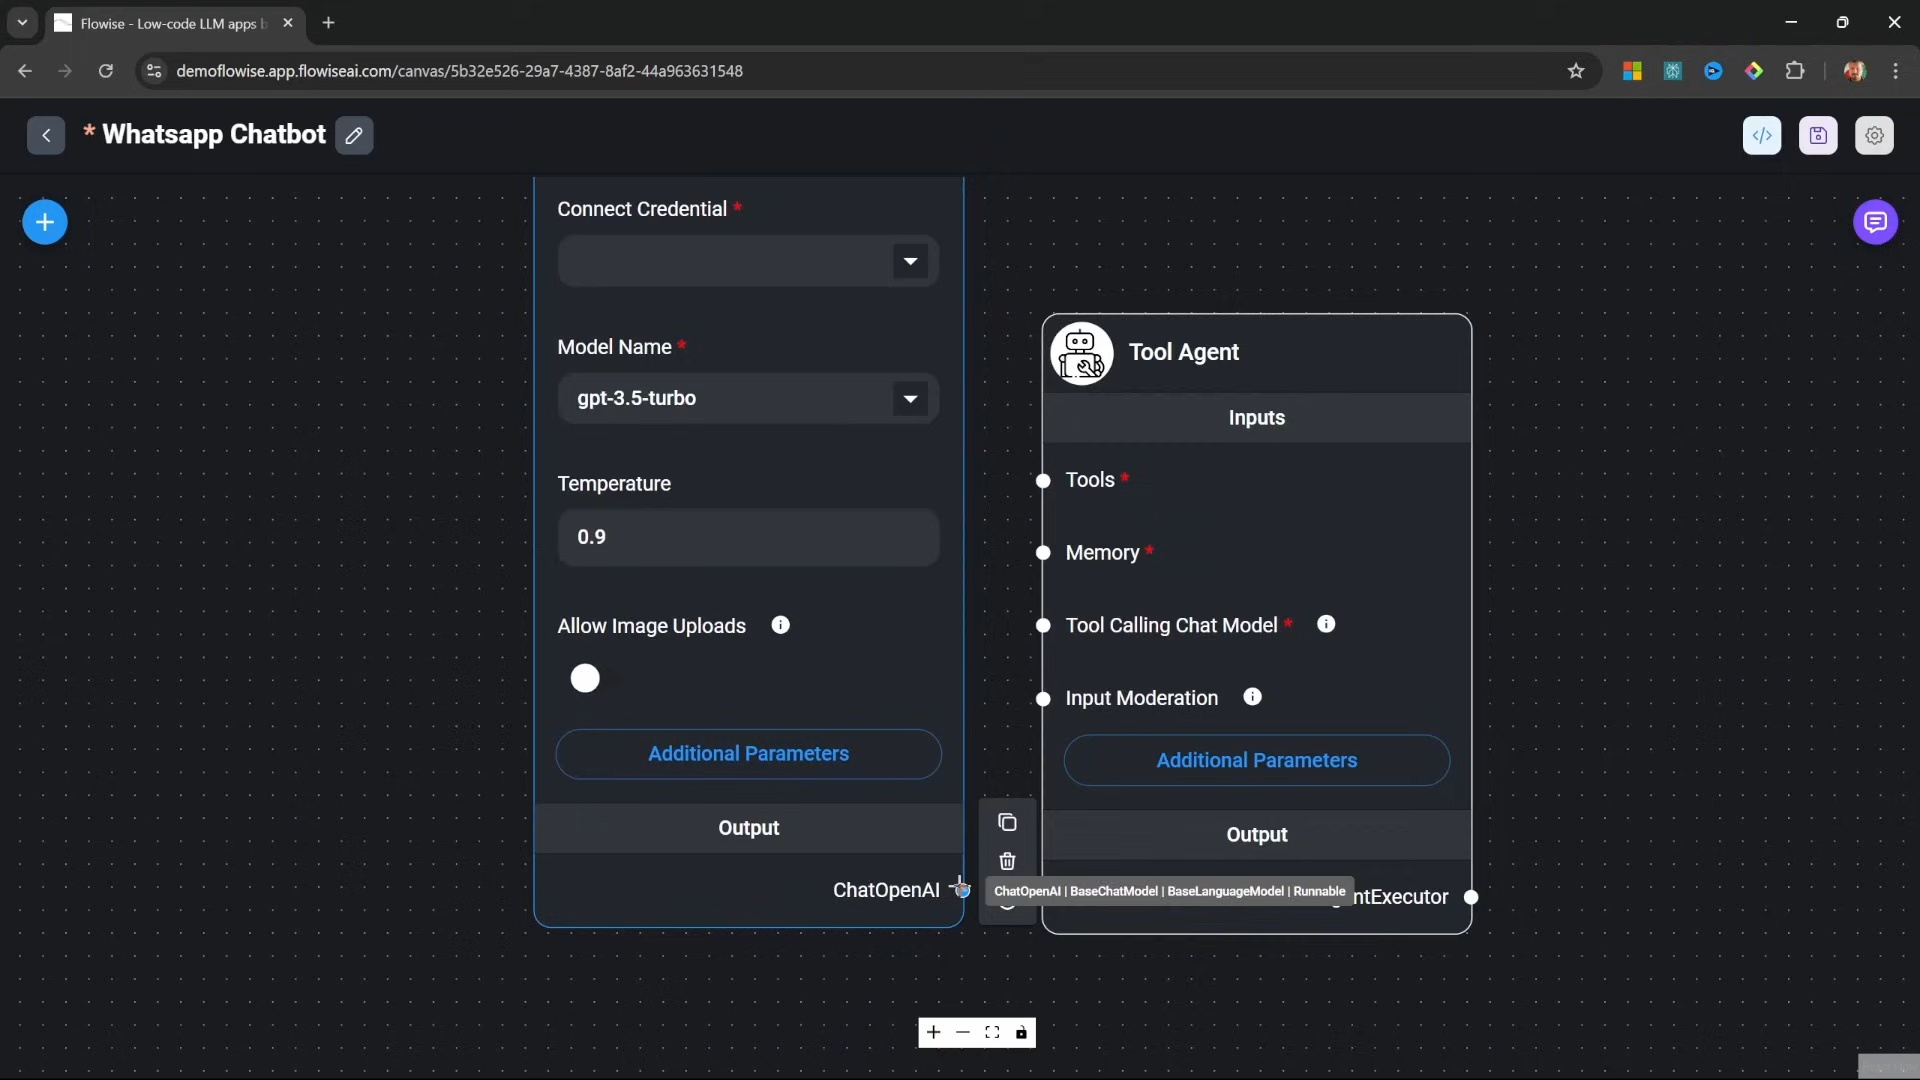 Flowise - Low-code LLM apps b
demoflowise.app.flowiseai.com/canvas/5b32e526-29a7-4387-8af2-44a963631548
* Whatsapp Chatbot
</>
Connect Credential *
Model Name *
gpt-3.5-turbo
Temperature
0.9
Allow Image Uploads
Additional Parameters
Output
ChatOpenAI
ChatOpenAI | BaseChatModel | BaseLanguageModel | Runnable
Tool Agent
Inputs
Tools *
Memory *
Tool Calling Chat Model *
Input Moderation
Additional Parameters
Output
ntExecutor